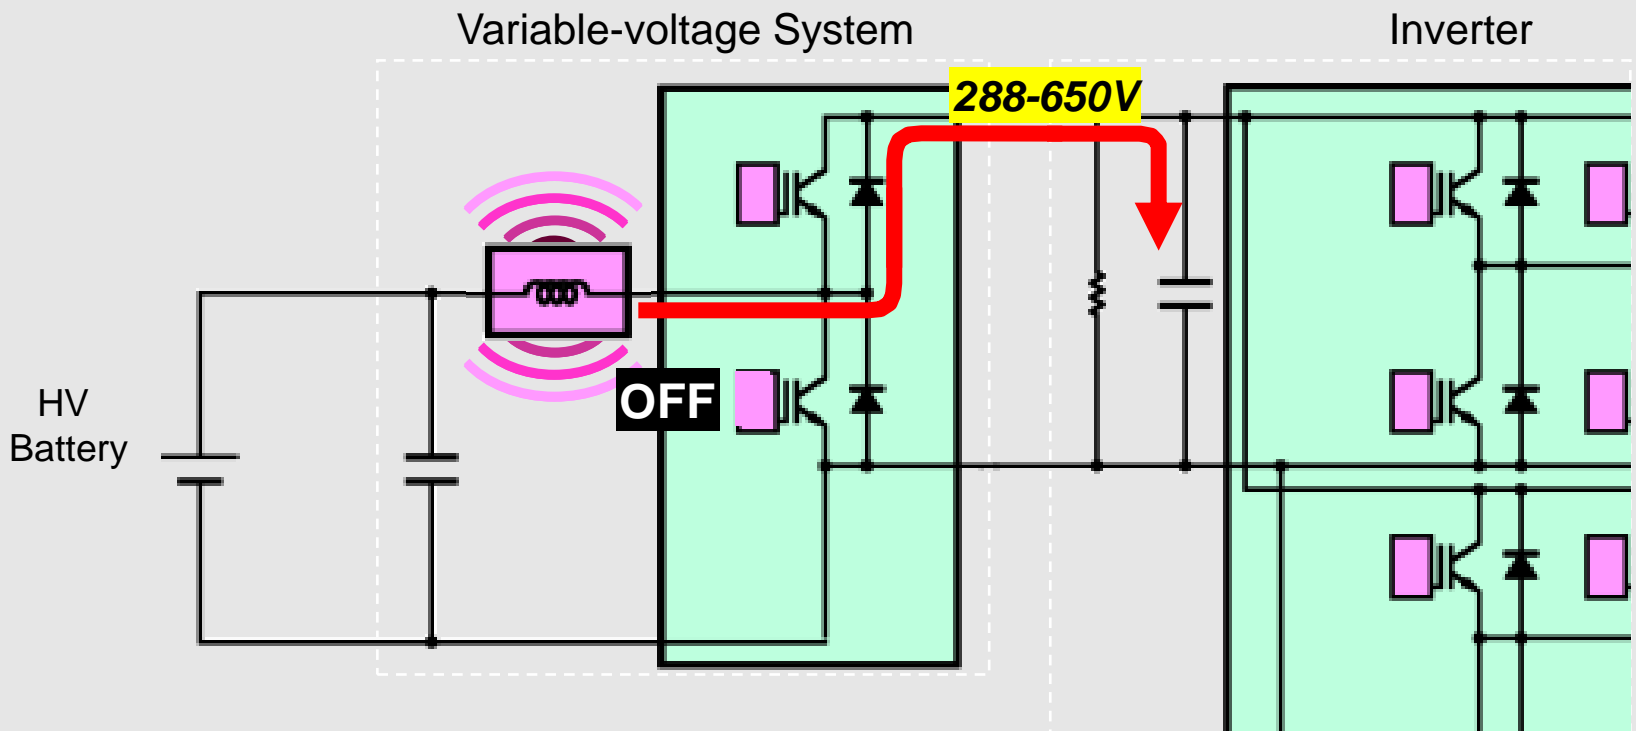 Variable-voltage System
Inverter
288-650V
OFF
HV
Battery